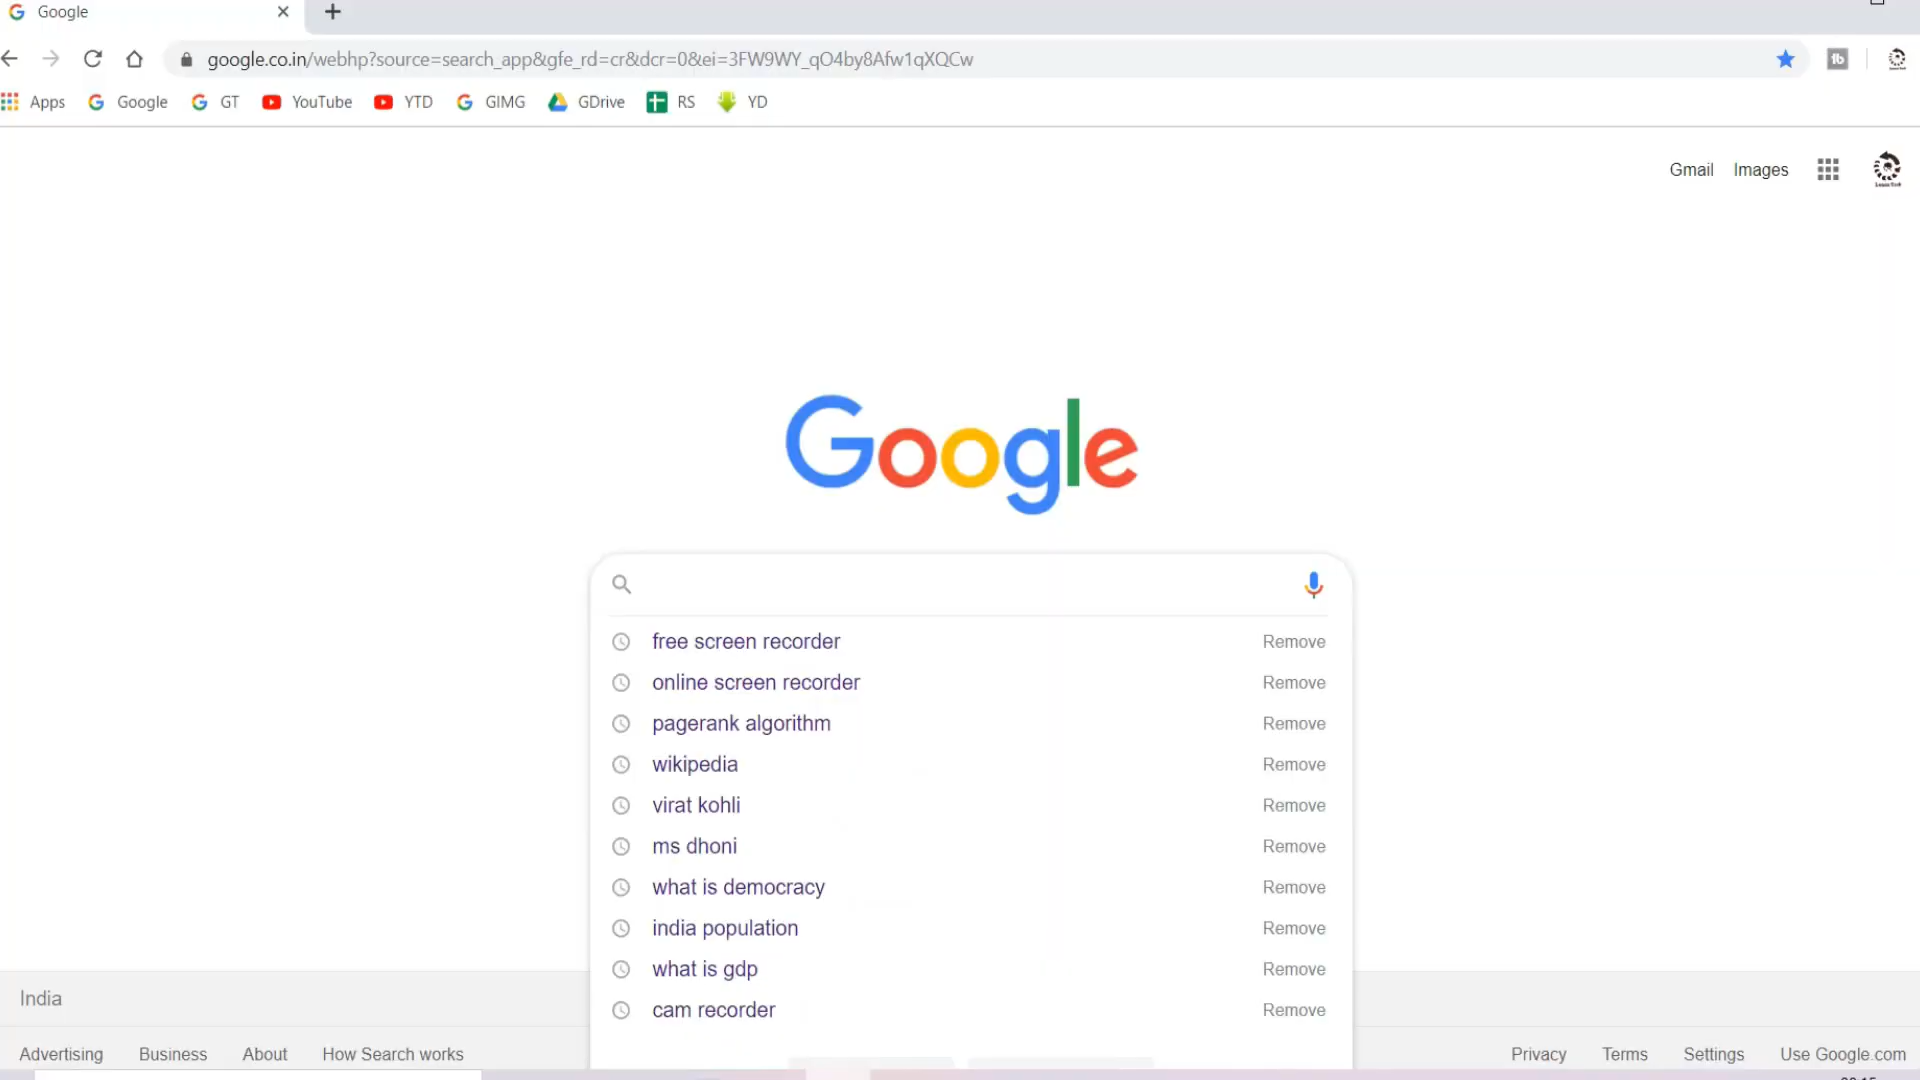 Google
google.co.in/webhp?source=search_app&gfe_rd=cr&dcr=0&ei=3FW9WY_qO4by8Afw1qXQCw
Apps Google GT YouTube YTD GIMG GDrive RS YD
Gmail Images
Google
free screen recorder Remove
online screen recorder Remove
pagerank algorithm Remove
wikipedia Remove
virat kohli Remove
ms dhoni Remove
what is democracy Remove
india population Remove
what is gdp Remove
cam recorder Remove
India
Advertising Business About How Search works Privacy Terms Settings Use Google.com